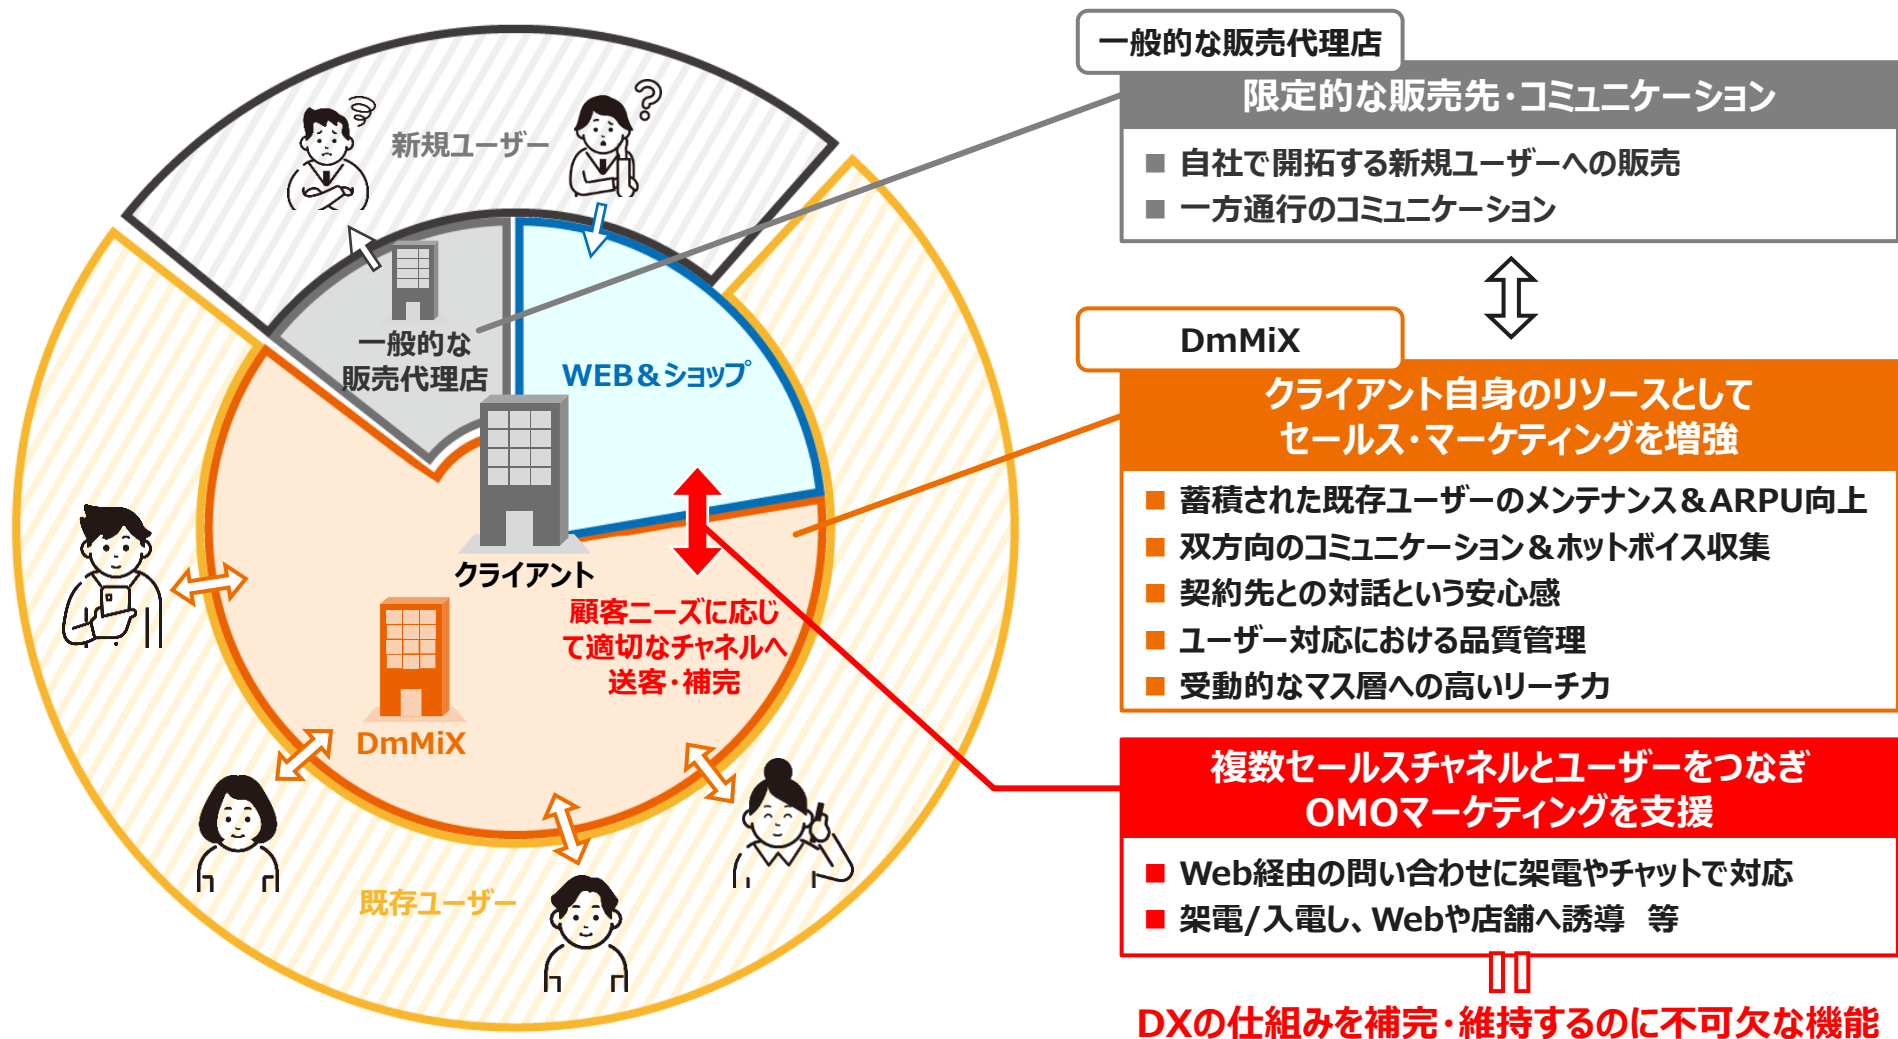 新規ユーザー
?
一般的な
販売代理店
WEB&ショップ
クライアント
顧客ニーズに応じ
て適切なチャネルへ
送客・補完
DmMiX
既存ユーザー
一般的な販売代理店
限定的な販売先・コミュニケーション
■ 自社で開拓する新規ユーザーへの販売
■ 一方通行のコミュニケーション
DmMiX
クライアント自身のリソースとして
セールス・マーケティングを増強
■ 蓄積された既存ユーザーのメンテナンス&ARPU向上
■ 双方向のコミュニケーション&ホットボイス収集
■ 契約先との対話という安心感
■ ユーザー対応における品質管理
■ 受動的なマス層への高いリーチ力
複数セールスチャネルとユーザーをつなぎ
OMOマーケティングを支援
■ Web経由の問い合わせに架電やチャットで対応
■ 架電/入電し、Webや店舗へ誘導 等
DXの仕組みを補完・維持するのに不可欠な機能